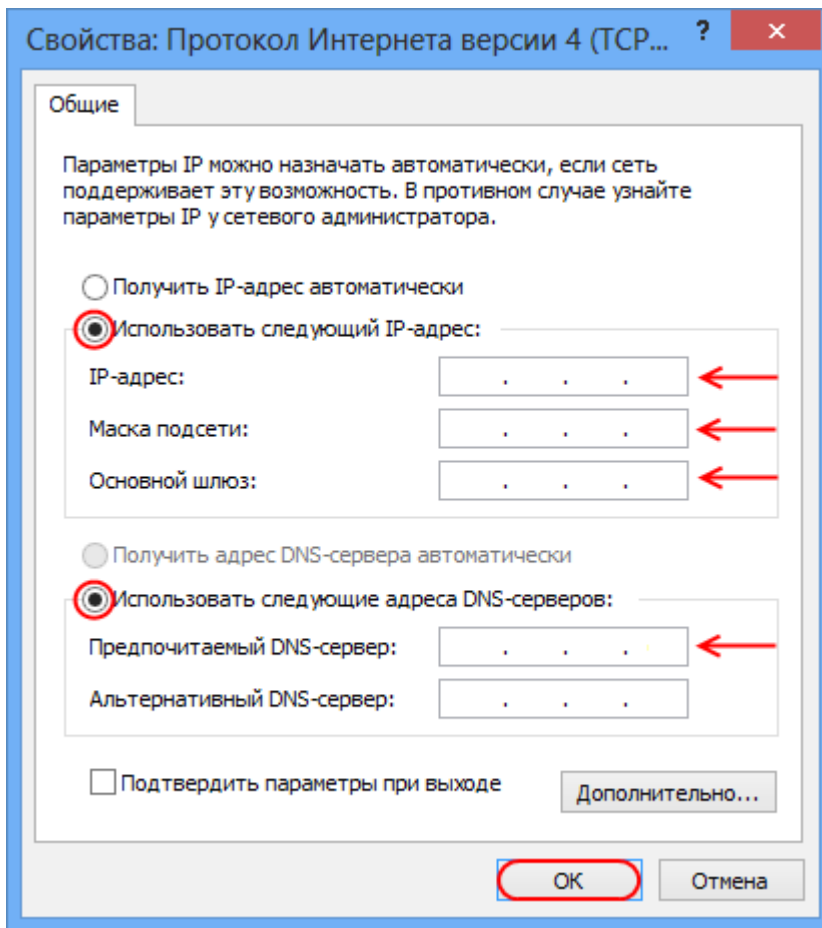 Свойства: Протокол Интернета версии 4 (TCP... ?
Общие
Параметры IP можно назначать автоматически, если сеть
поддерживает эту возможность. В противном случае узнайте
параметры IP у сетевого администратора.
Получить IP-адрес автоматически
Использовать следующий IP-адрес:
IP-адрес: . . .
Маска подсети: . . .
Основной шлюз: . . .
Получить адрес DNS-сервера автоматически
Использовать следующие адреса DNS-серверов:
Предпочитаемый DNS-сервер: . . .
Альтернативный DNS-сервер: . . .
Подтвердить параметры при выходе
Дополнительно...
ОК Отмена